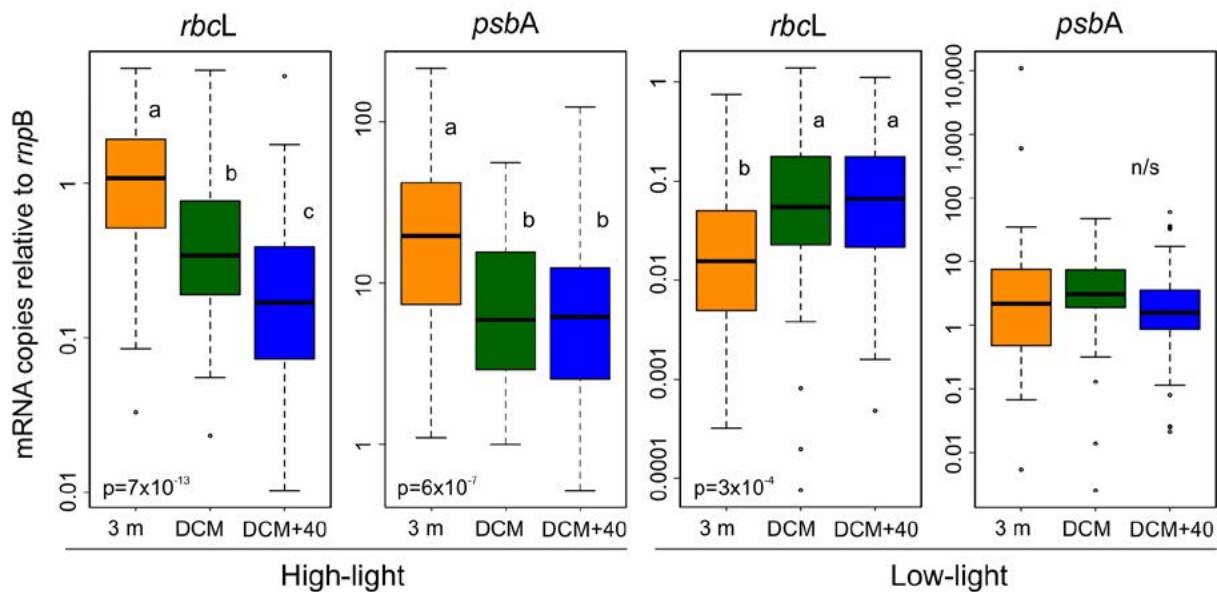 rbcL
psbA
rbcL
psbA
mRNA copies relative to rnpB
1
0.1
0.01
a
b
c
p=7x10-13
3 m DCM DCM+40
100
10
1
a
b
b
p=6x10-7
3 m DCM DCM+40
1
0.1
0.01
0.001
0.0001
b
a
a
p=3x10-4
3 m DCM DCM+40
10,000
1,000
100
10
1
0.1
0.01
n/s
3 m DCM DCM+40
High-light
Low-light